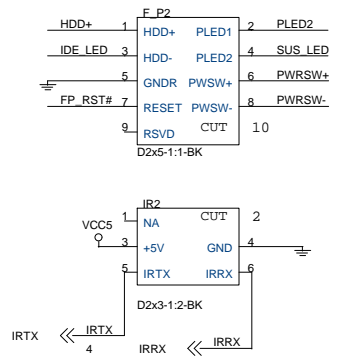 F_P2
HDD+ 1 HDD+ PLED1 2 PLED2
IDE_LED 3 HDD- PLED2 4 SUS_LED
5 GNDR PWSW+ 6 PWRSW+
FP_RST# 7 RESET PWSW- 8 PWRSW-
9 RSVD CUT 10
D2x5-1:1-BK
IR2
1 NA CUT 2
VCC5
3 +5V GND 4
5 IRTX IRRX 6
D2x3-1:2-BK
IRTX IRTX
4 IRRX IRRX